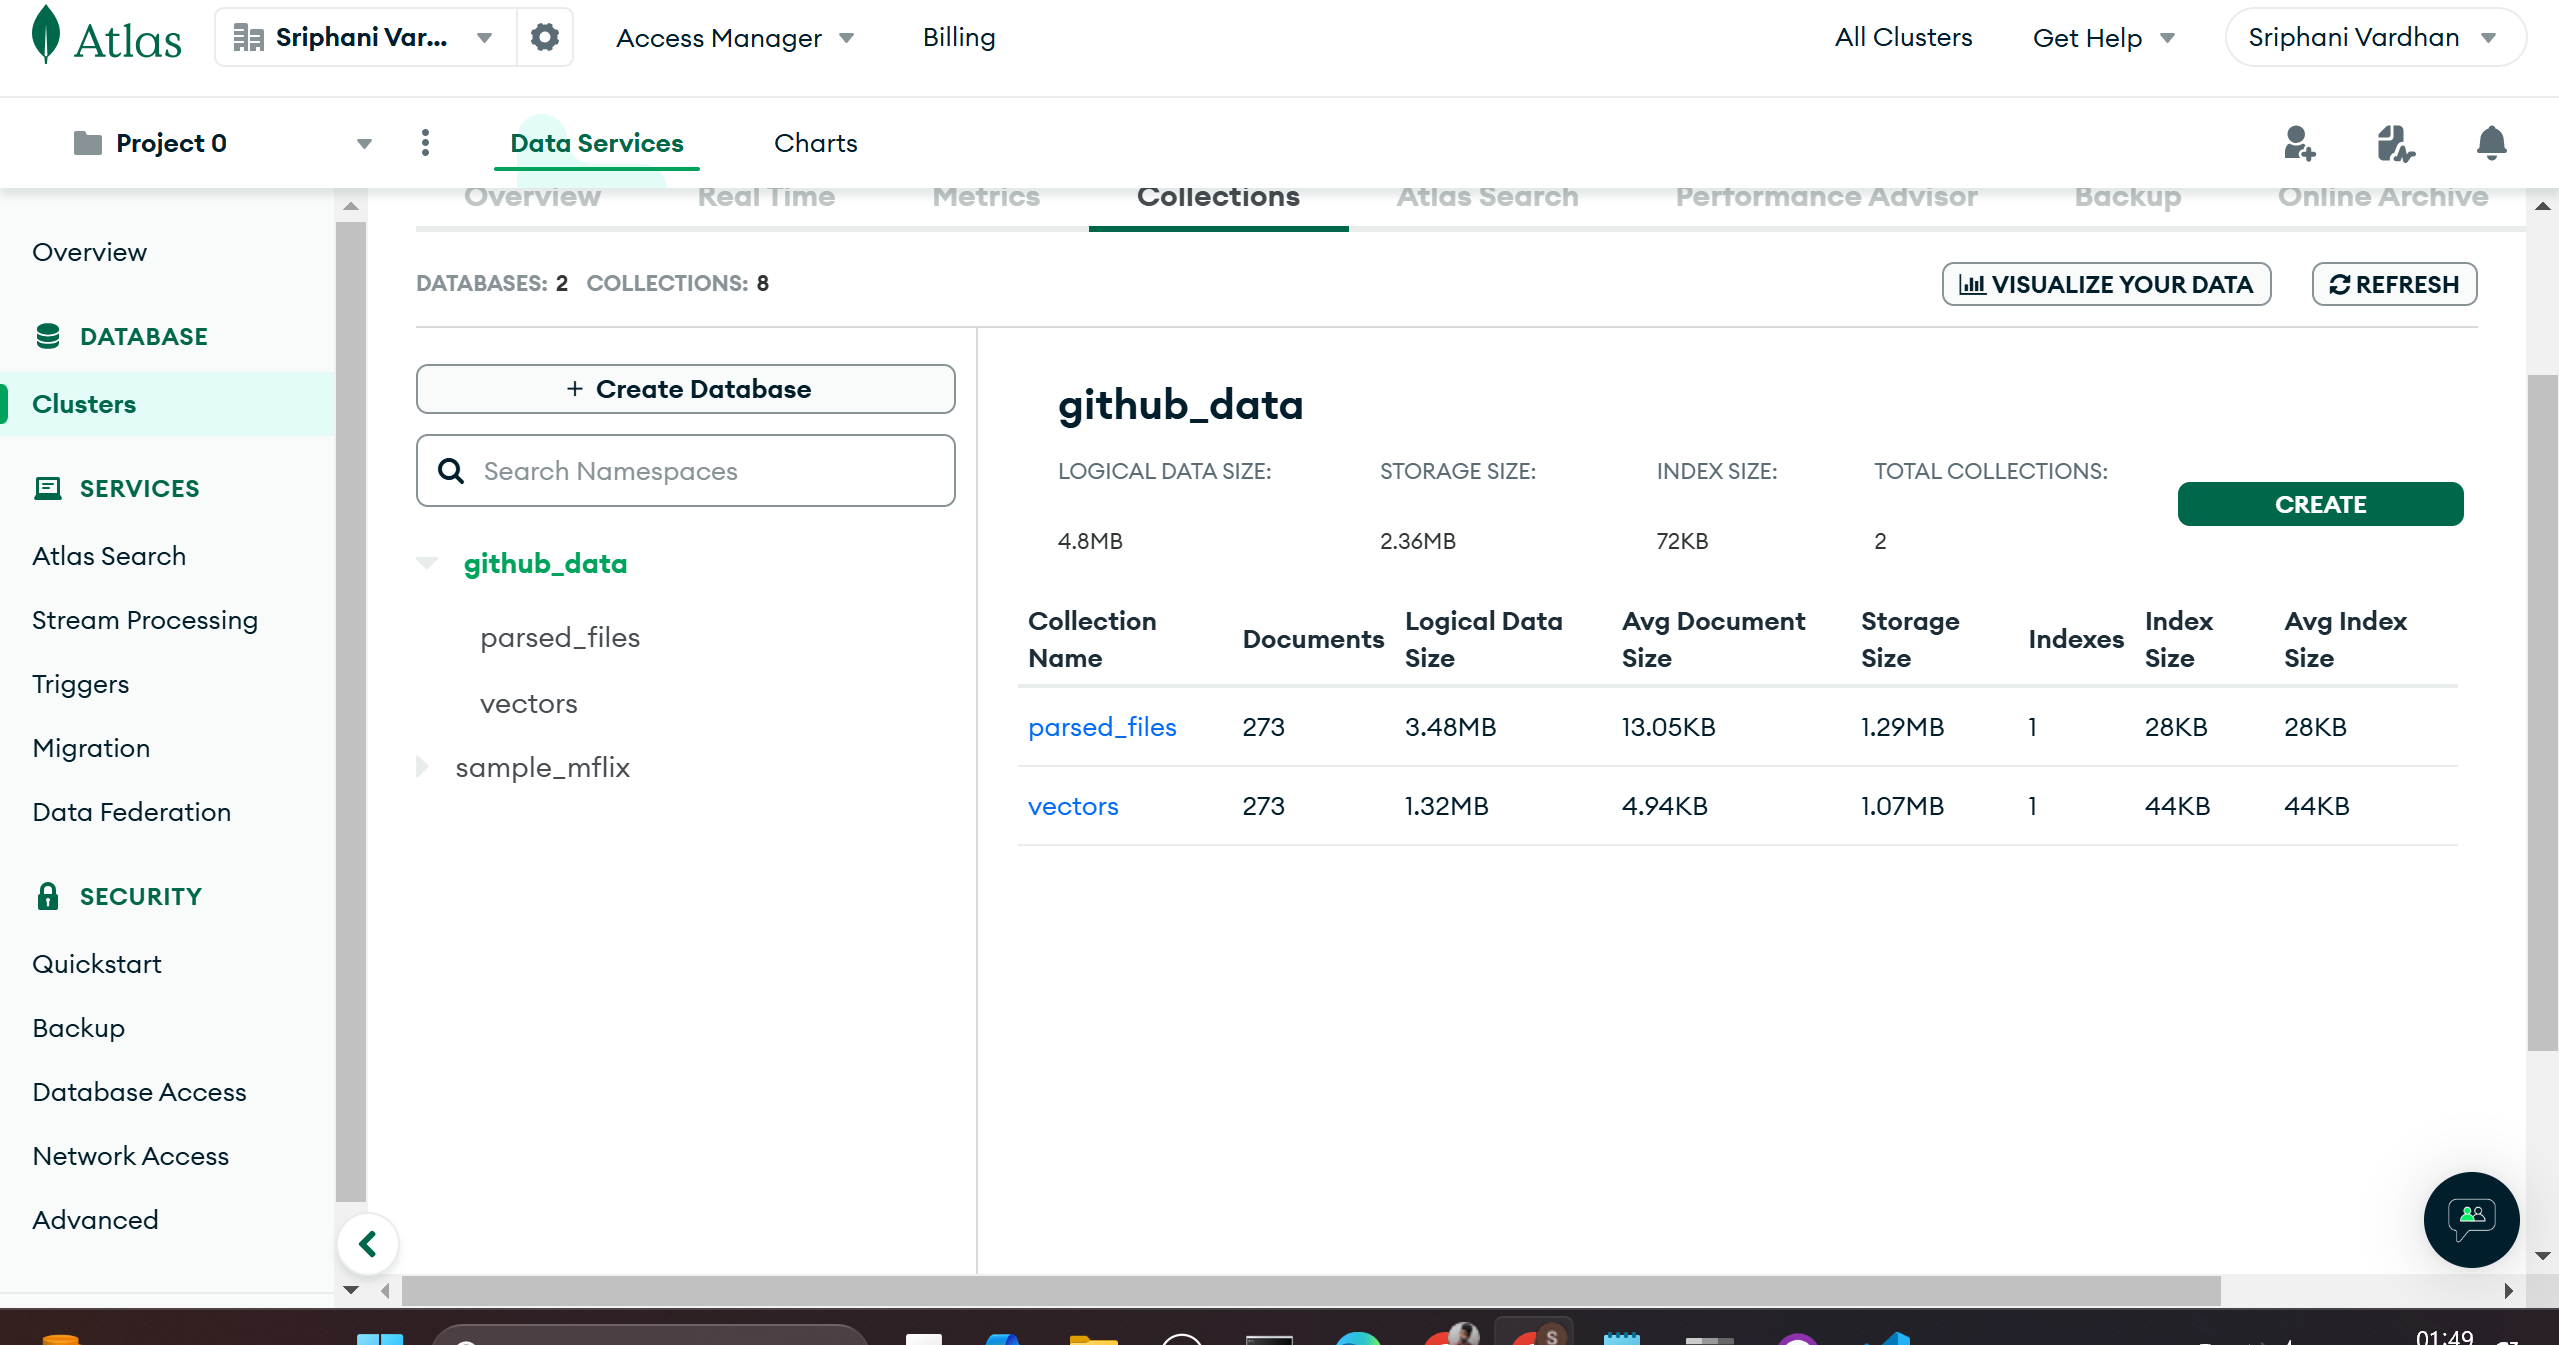 Atlas
Sriphani Var...
Access Manager
Billing
All Clusters
Get Help
Sriphani Vardhan
Project 0
Data Services
Charts
Overview
Real Time
Metrics
Collections
Atlas Search
Performance Advisor
Backup
Online Archive
Overview
DATABASE
Clusters
SERVICES
Atlas Search
Stream Processing
Triggers
Migration
Data Federation
SECURITY
Quickstart
Backup
Database Access
Network Access
Advanced
DATABASES: 2 COLLECTIONS: 8
VISUALIZE YOUR DATA
REFRESH
+ Create Database
Search Namespaces
github_data
parsed_files
vectors
sample_mflix
github_data
LOGICAL DATA SIZE: STORAGE SIZE: INDEX SIZE: TOTAL COLLECTIONS:
4.8MB 2.36MB 72KB 2
CREATE
Collection Name Documents Logical Data Size Avg Document Size Storage Size Indexes Index Size Avg Index Size
parsed_files 273 3.48MB 13.05KB 1.29MB 1 28KB 28KB
vectors 273 1.32MB 4.94KB 1.07MB 1 44KB 44KB
S
01:49